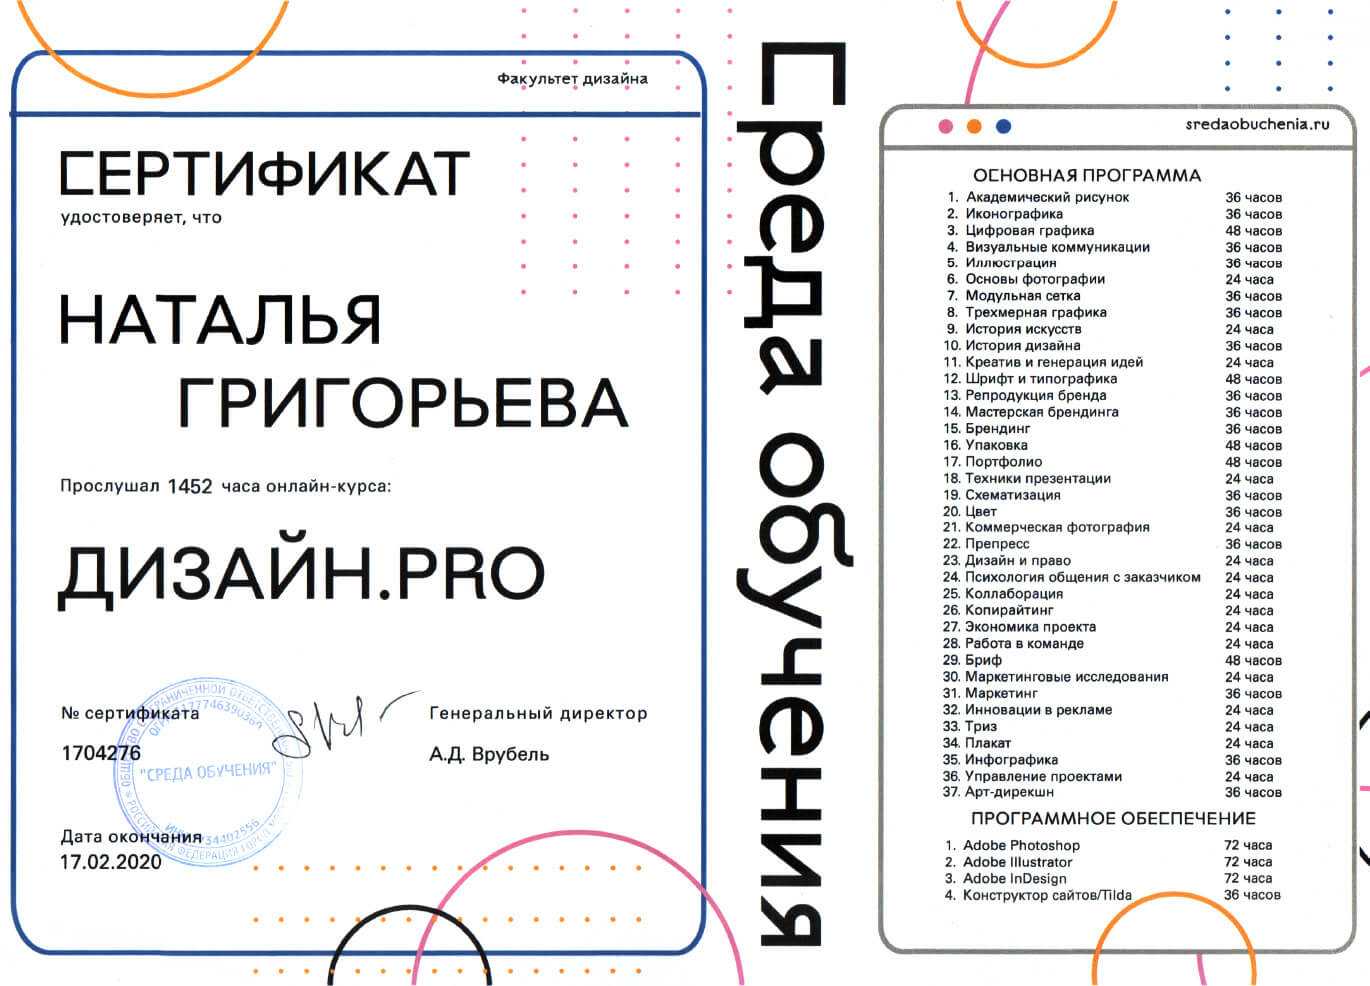 Факультет дизайна
СЕРТИФИКАТ
удостоверяет, что
НАТАЛЬЯ
ГРИГОРЬЕВА
Прослушал 1452 часа онлайн-курса:
ДИЗАЙН.PRO
№ сертификата
1704276
Генеральный директор
А.Д. Врубель
"СРЕДА ОБУЧЕНИЯ"
Дата окончания
17.02.2020
Среда обучения
sredaobuchenia.ru
ОСНОВНАЯ ПРОГРАММА
1. Академический рисунок 36 часов
2. Иконографика 36 часов
3. Цифровая графика 48 часов
4. Визуальные коммуникации 36 часов
5. Иллюстрация 36 часов
6. Основы фотографии 24 часа
7. Модульная сетка 36 часов
8. Трехмерная графика 36 часов
9. История искусств 24 часа
10. История дизайна 36 часов
11. Креатив и генерация идей 24 часа
12. Шрифт и типографика 48 часов
13. Репродукция бренда 36 часов
14. Мастерская брендинга 36 часов
15. Брендинг 36 часов
16. Упаковка 48 часов
17. Портфолио 48 часов
18. Техники презентации 24 часа
19. Схематизация 36 часов
20. Цвет 36 часов
21. Коммерческая фотография 24 часа
22. Препресс 36 часов
23. Дизайн и право 24 часа
24. Психология общения с заказчиком 24 часа
25. Коллаборация 24 часа
26. Копирайтинг 24 часа
27. Экономика проекта 24 часа
28. Работа в команде 24 часа
29. Бриф 48 часов
30. Маркетинговые исследования 24 часа
31. Маркетинг 36 часов
32. Инновации в рекламе 24 часа
33. Триз 24 часа
34. Плакат 24 часа
35. Инфографика 36 часов
36. Управление проектами 24 часа
37. Арт-дирекшн 36 часов
ПРОГРАММНОЕ ОБЕСПЕЧЕНИЕ
1. Adobe Photoshop 72 часа
2. Adobe Illustrator 72 часа
3. Adobe InDesign 72 часа
4. Конструктор сайтов/Tilda 36 часов